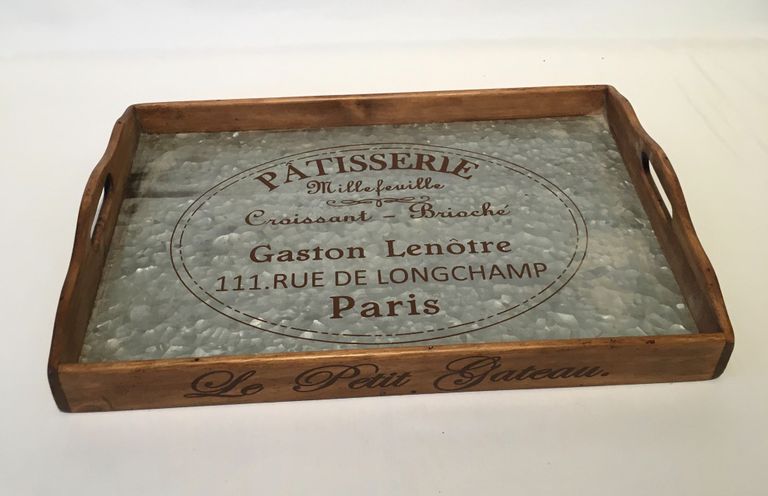 PÂTISSERIE
Millefeuille
Croissant – Brioché
Gaston Lenôtre
111.RUE DE LONGCHAMP
Paris
Le Petit Gateau.